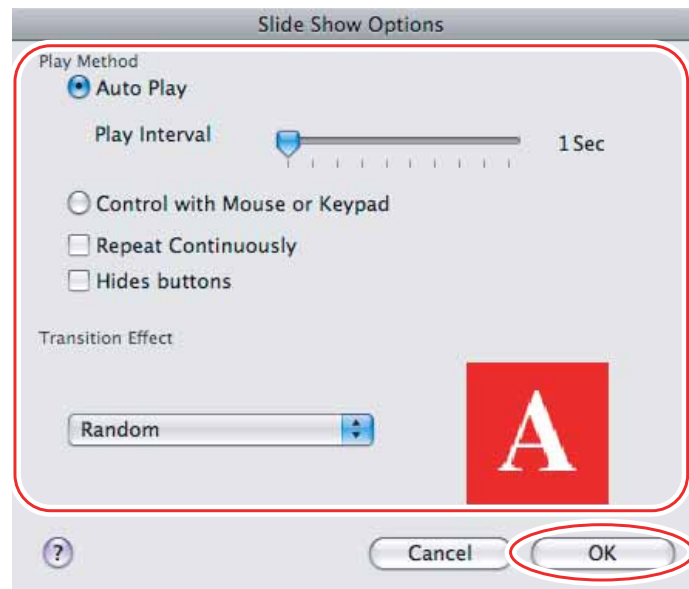 Slide Show Options
Play Method
Auto Play
Play Interval
1 Sec
Control with Mouse or Keypad
Repeat Continuously
Hides buttons
Transition Effect
Random
A
?
Cancel
OK